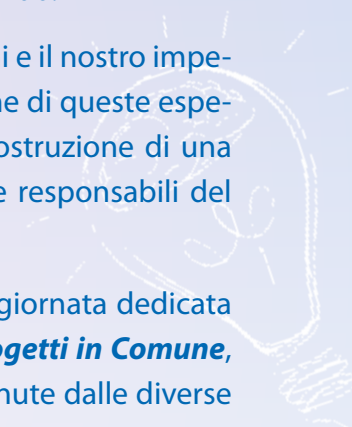 i e il nostro impe-
ne di queste espe-
ostruzione di una
e responsabili del
giornata dedicata
ogetti in Comune,
nute dalle diverse